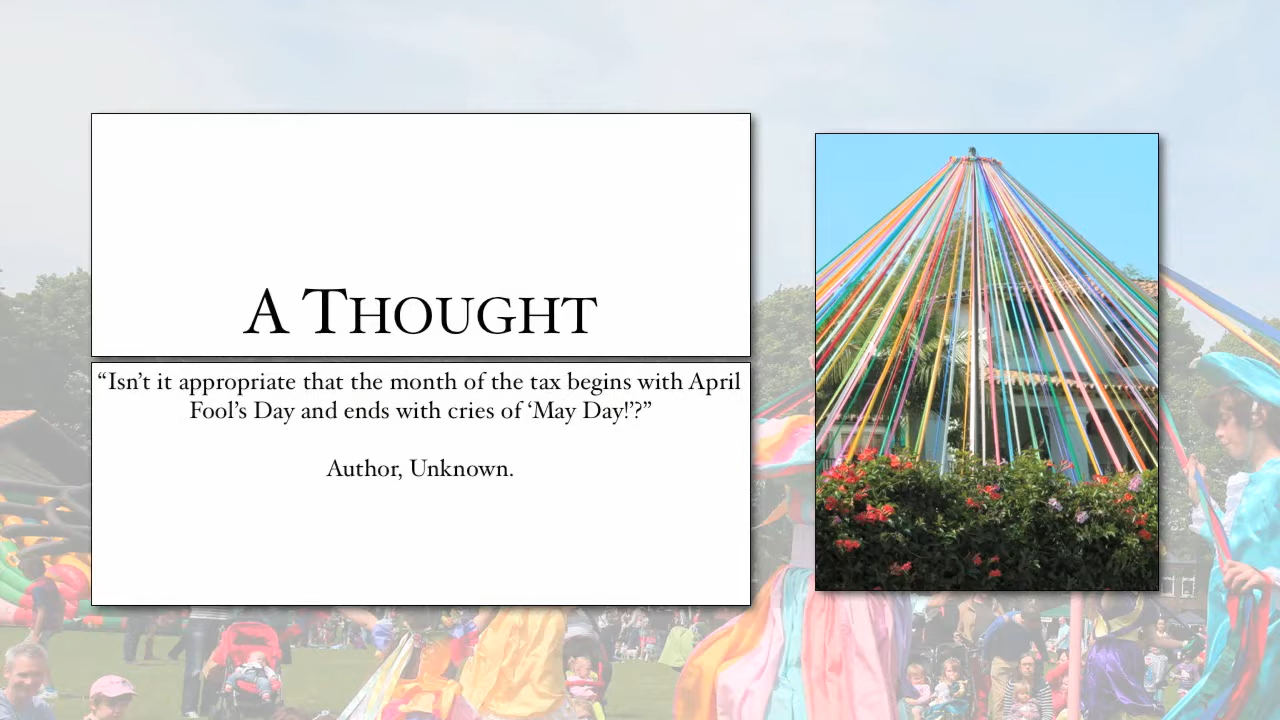 A THOUGHT
“Isn’t it appropriate that the month of the tax begins with April
Fool’s Day and ends with cries of ‘May Day!’?”
Author, Unknown.